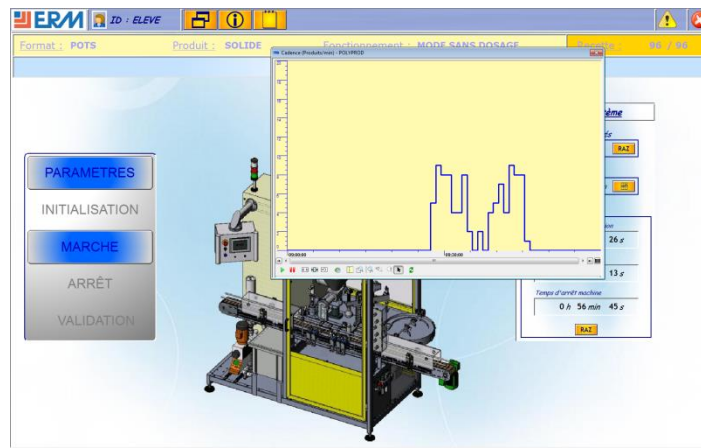 ERM ID : ELEVE
Format : POTS Produit : SOLIDE Fonctionnement : MODE SANS DOSAGE Recette : 96 / 96
Cadence (Produits/min) - POLYPROD
RAZ
PARAMETRES
INITIALISATION
MARCHE
ARRÊT
VALIDATION
26 s
13 s
Temps d'arrêt machine
0 h 56 min 45 s
RAZ